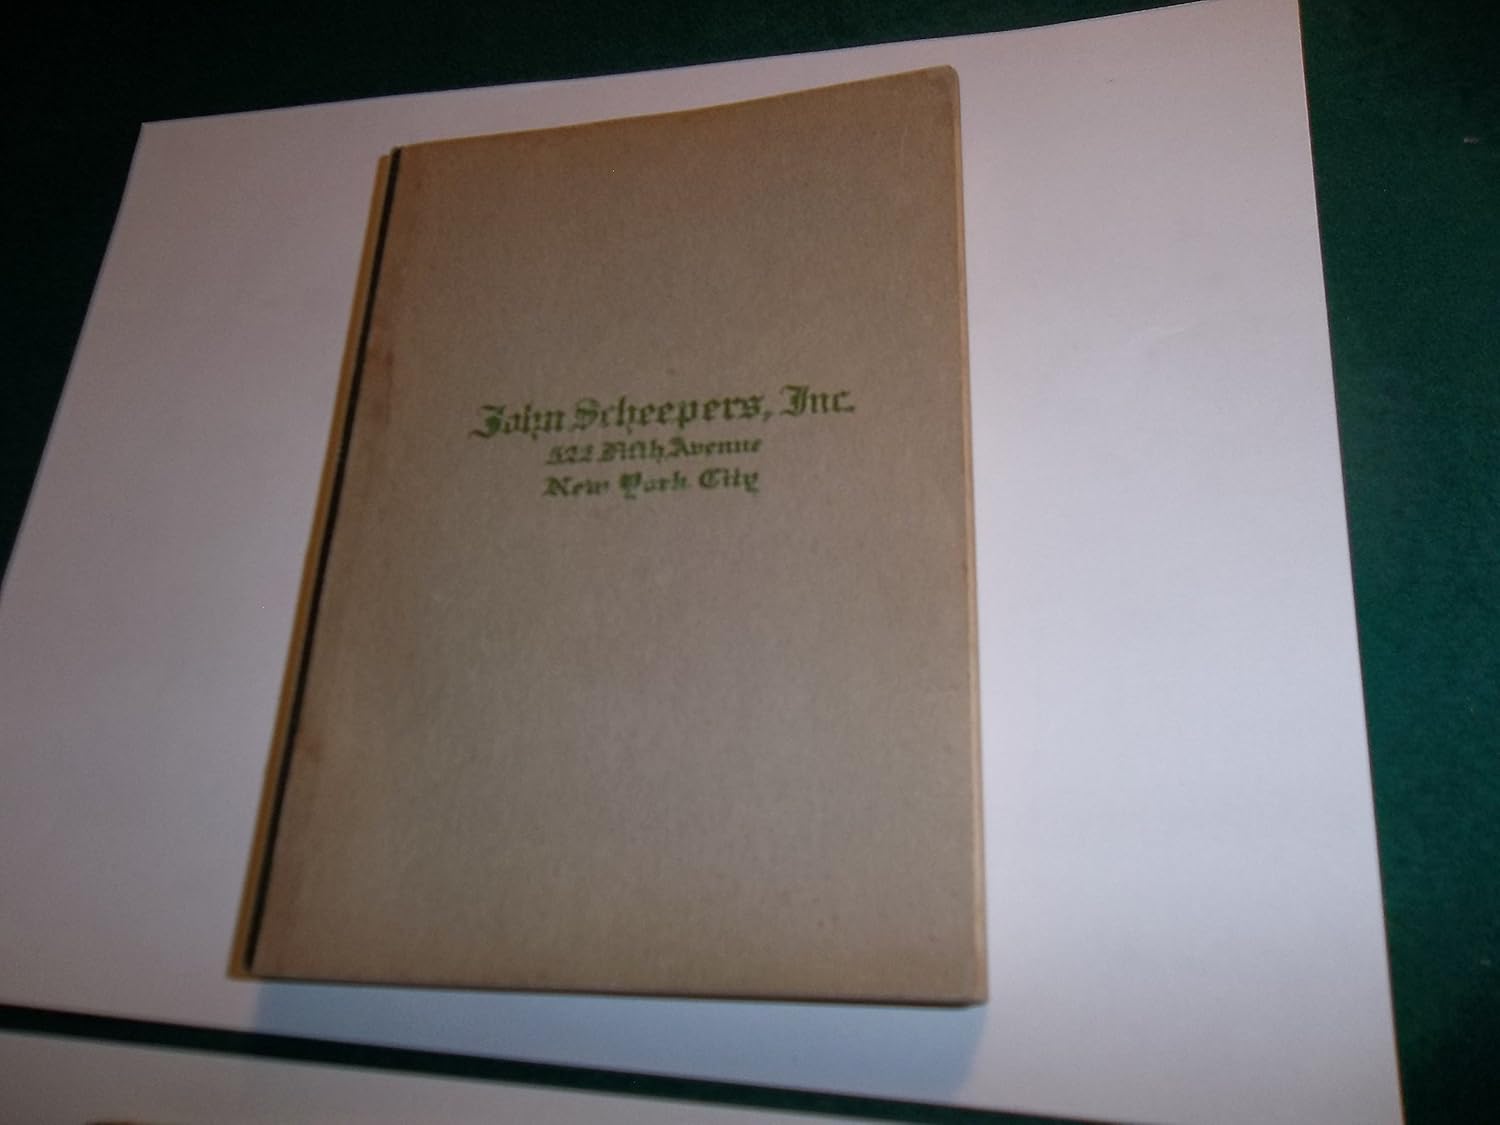 John Scheepers, Inc.
522 Fifth Avenue
New York City